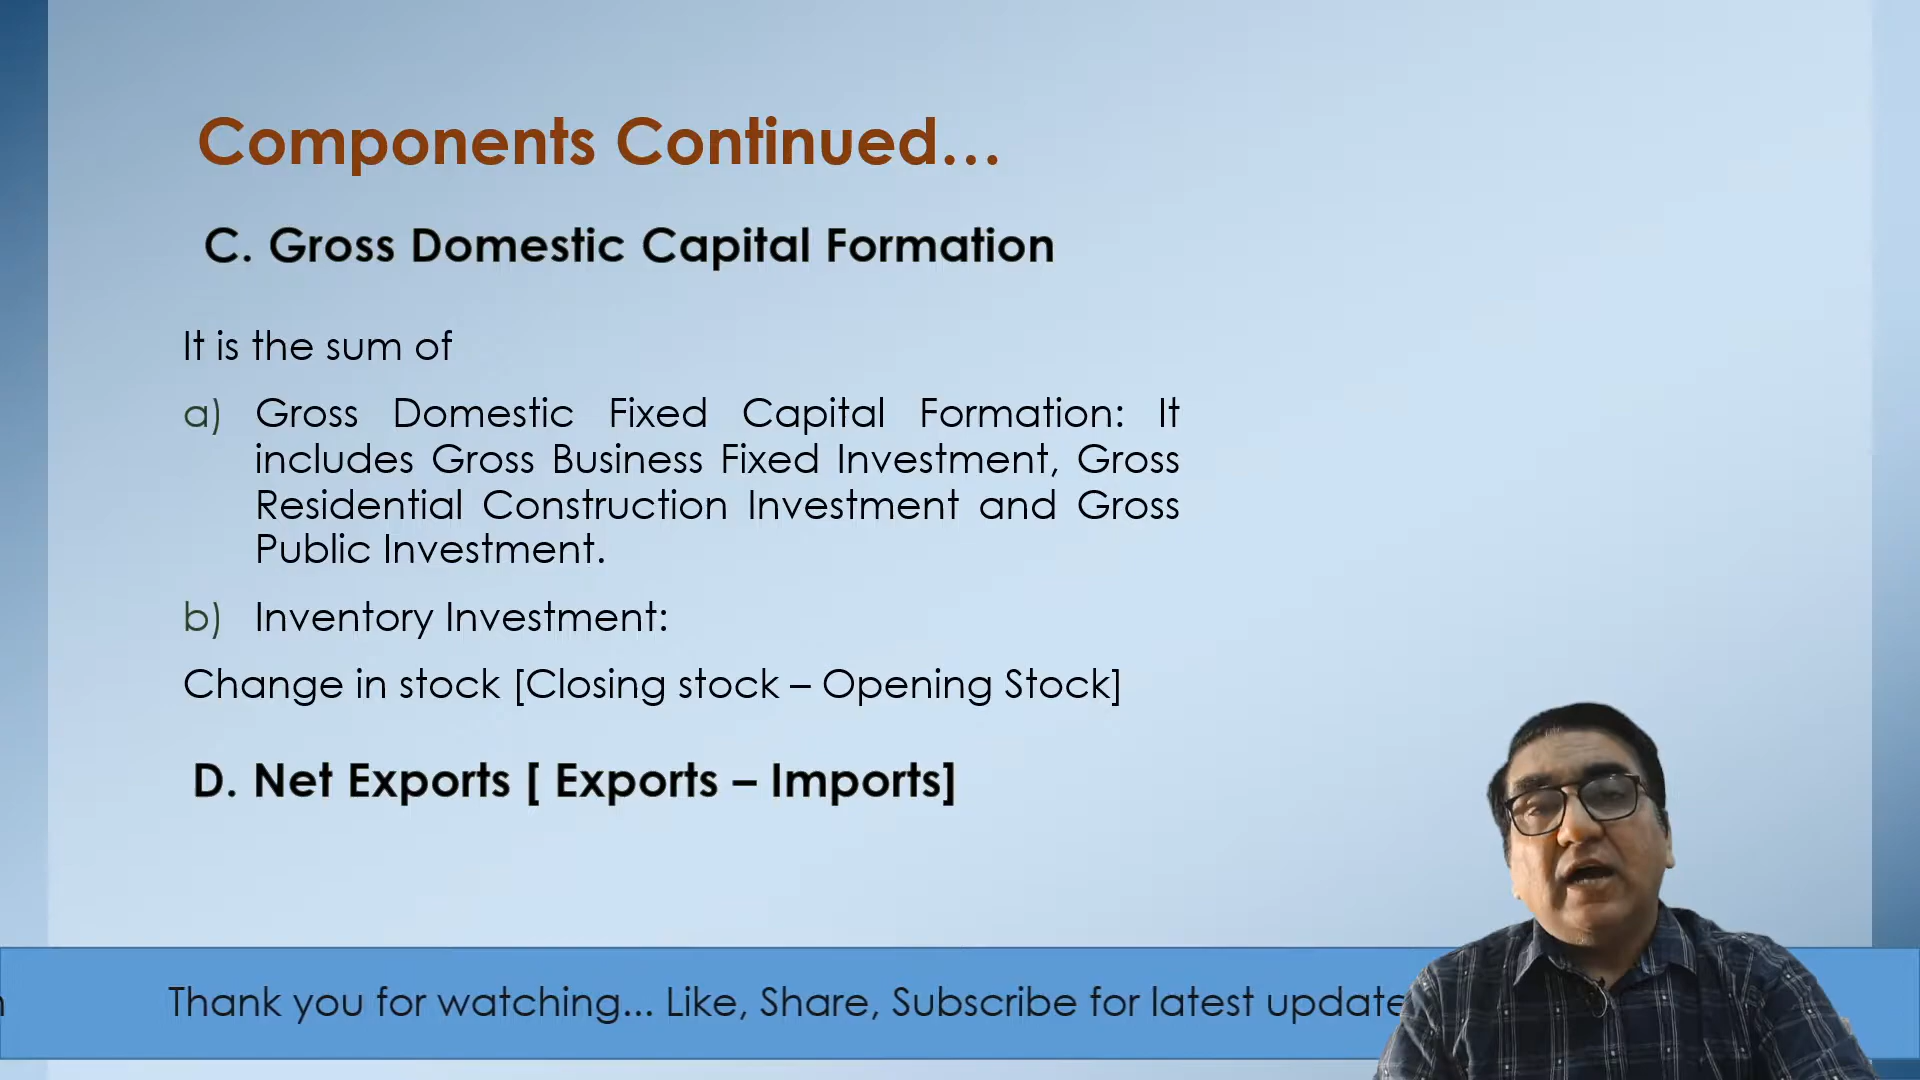 Components Continued...
C. Gross Domestic Capital Formation
It is the sum of
a) Gross Domestic Fixed Capital Formation: It
includes Gross Business Fixed Investment, Gross
Residential Construction Investment and Gross
Public Investment.
b) Inventory Investment:
Change in stock [Closing stock – Opening Stock]
D. Net Exports [ Exports – Imports]
Thank you for watching... Like, Share, Subscribe for latest update